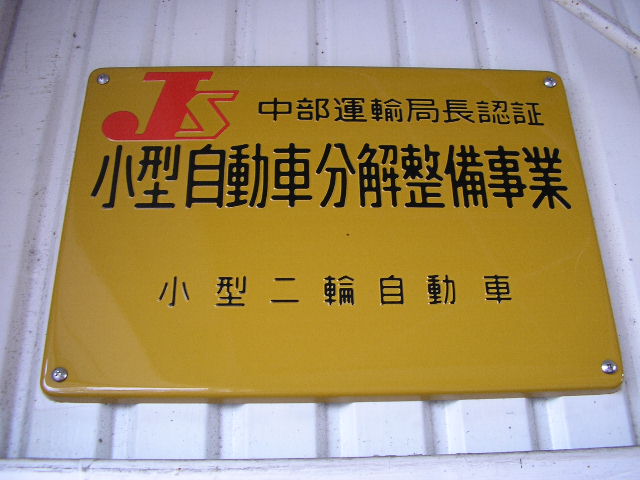 JS 中部運輸局長認証
小型自動車分解整備事業
小型二輪自動車